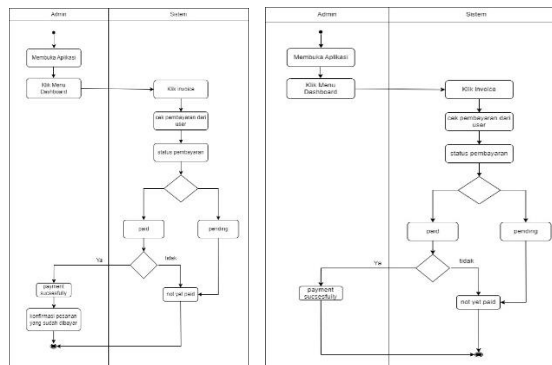 Admin
Sistem
Membuka Aplikasi
Klik Menu
Dashboard
Klik Invoice
cek pembayaran dari
user
status pembayaran
paid
pending
Ya
tidak
payment
succesfully
not yet paid
konfirmasi pesanan
yang sudah dibayar
Admin
Sistem
Membuka Aplikasi
Klik Menu
Dashboard
Klik Invoice
cek pembayaran dari
user
status pembayaran
paid
pending
Ya
tidak
payment
succesfully
not yet paid